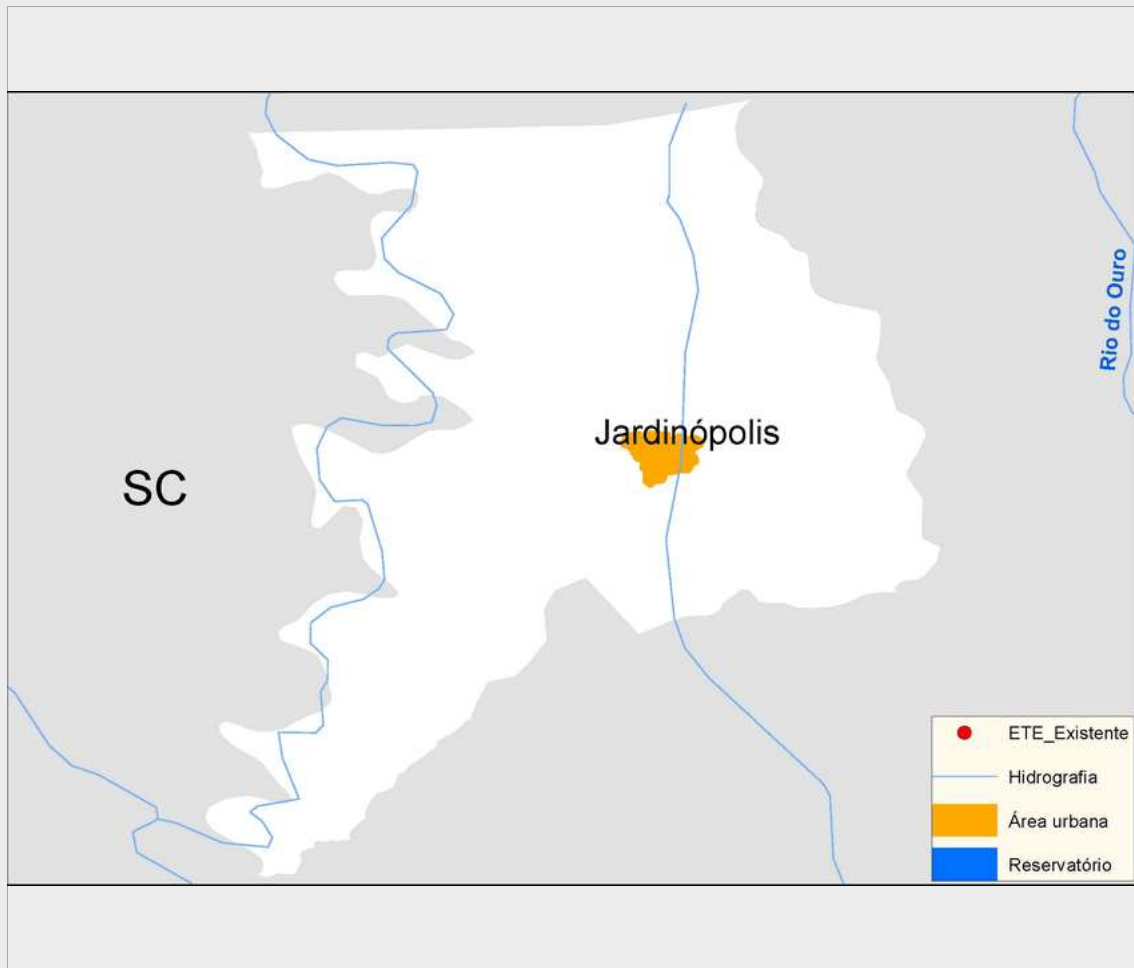 Rio do Ouro
Jardinópolis
SC
ETE_Existente
Hidrografia
Área urbana
Reservatório